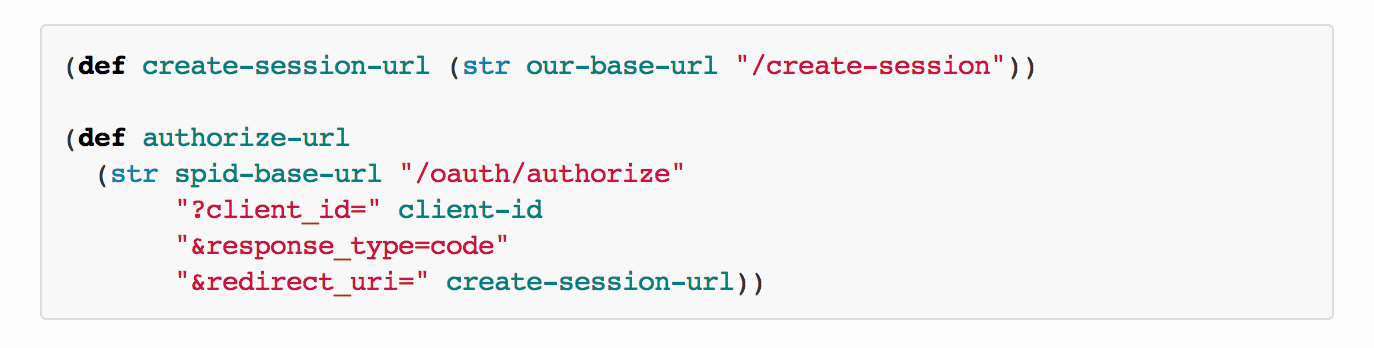 (def create-session-url (str our-base-url "/create-session"))
(def authorize-url
(str spid-base-url "/oauth/authorize"
"?client_id=" client-id
"&response_type=code"
"&redirect_uri=" create-session-url))